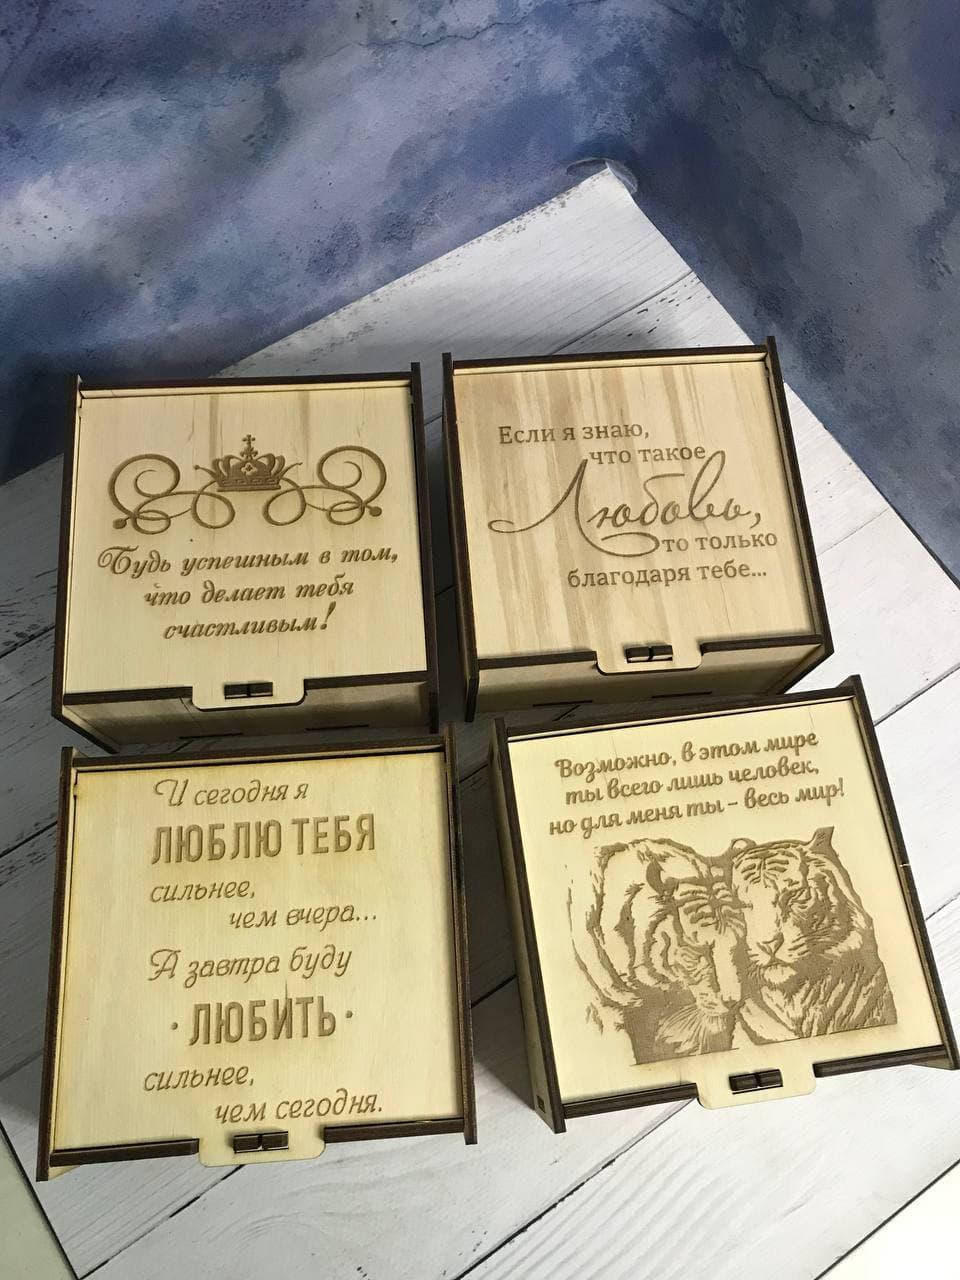 Будь успешным в том,
что делает тебя
счастливым!
Если я знаю,
что такое
Любовь,
то только
благодаря тебе...
И сегодня я
ЛЮБЛЮ ТЕБЯ
сильнее,
чем вчера...
А завтра буду
· ЛЮБИТЬ ·
сильнее,
чем сегодня.
Возможно, в этом мире
ты всего лишь человек,
но для меня ты - весь мир!